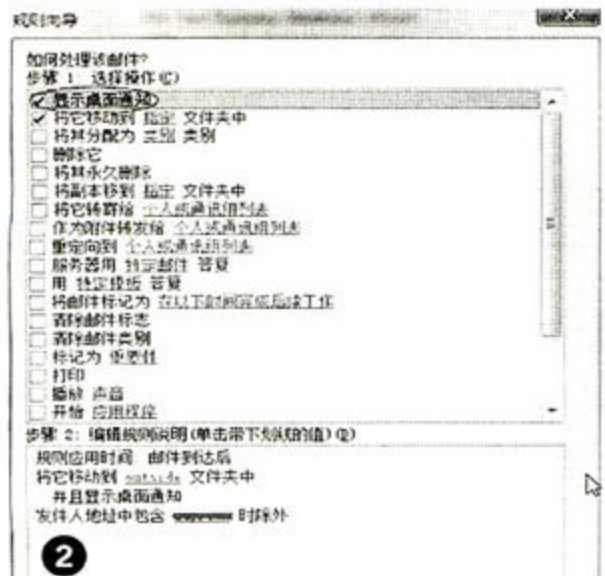 规则向导
如何处理该邮件?
步骤 1: 选择操作(C)
显示桌面通知
将它移动到 指定 文件夹中
将其分配为 类别 类别
删除它
将其永久删除
将副本移到 指定 文件夹中
将它转寄给 个人或通讯组列表
作为附件转发给 个人或通讯组列表
重定向到 个人或通讯组列表
服务器用 特定邮件 答复
用 特定模板 答复
将邮件标记为 在以下时间完成后续工作
清除邮件标志
清除邮件类别
标记为 重要性
打印
播放 声音
开始 应用程序
步骤 2: 编辑规则说明(单击带下划线的值)(D)
规则应用时间: 邮件到达后
将它移动到 outside 文件夹中
并且显示桌面通知
发件人地址中包含 时除外
2